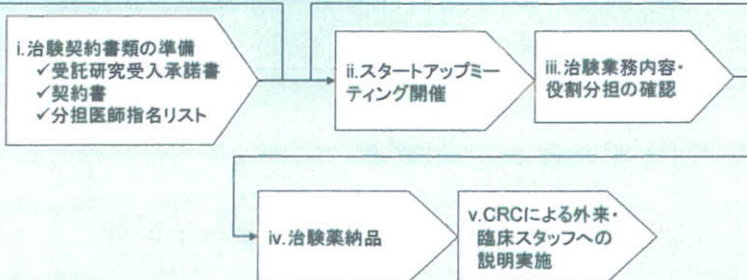 i.治験契約書類の準備
✓受託研究受入承諾書
✓契約書
✓分担医師指名リスト
ii.スタートアップミー
ティング開催
iii.治験業務内容・
役割分担の確認
iv.治験薬納品
v.CRCによる外来・
臨床スタッフへの
説明実施